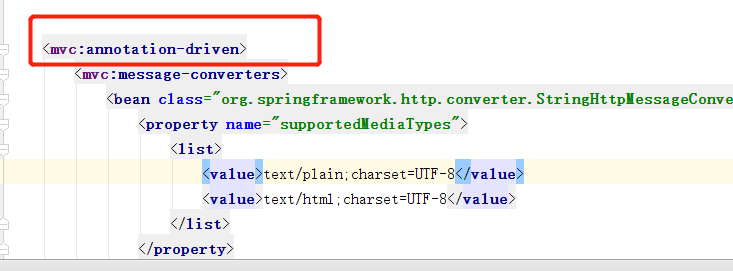 <mvc:annotation-driven>
<mvc:message-converters>
<bean class="org.springframework.http.converter.StringHttpMessageConve
<property name="supportedMediaTypes">
<list>
<value>text/plain;charset=UTF-8</value>
<value>text/html;charset=UTF-8</value>
</list>
</property>